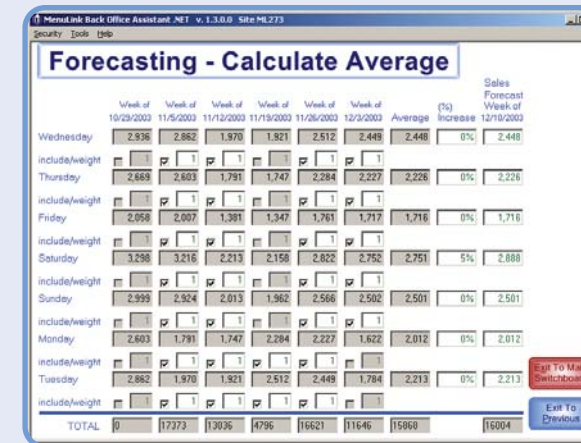 MenuLink Back Office Assistant .NET v. 1.3.0.0 Site ML273
Security Tools Help
Forecasting - Calculate Average
Sales
Forecast
Week of Week of Week of Week of Week of Week of (%) Week of
10/29/2003 11/5/2003 11/12/2003 11/19/2003 11/26/2003 12/3/2003 Average Increase 12/10/2003
Wednesday 2,936 2,862 1,970 1,921 2,512 2,449 2,448 0% 2,448
include/weight 1 1 1 1 1 1
Thursday 2,669 2,603 1,791 1,747 2,284 2,227 2,226 0% 2,226
include/weight 1 1 1 1 1 1
Friday 2,058 2,007 1,381 1,347 1,761 1,717 1,716 0% 1,716
include/weight 1 1 1 1 1 1
Saturday 3,298 3,216 2,213 2,158 2,822 2,752 2,751 5% 2,888
include/weight 1 1 1 1 1 1
Sunday 2,999 2,924 2,013 1,962 2,566 2,502 2,501 0% 2,501
include/weight 1 1 1 1 1 1
Monday 2,603 1,791 1,747 2,284 2,227 1,622 2,012 0% 2,012
include/weight 1 1 1 1 1 1
Tuesday 2,862 1,970 1,921 2,512 2,449 1,784 2,213 0% 2,213
include/weight 1 1 1 1 1 1
Exit To Ma
Switchboar
Exit To
Previous
TOTAL 0 17373 13036 4796 16621 11646 15868 16004